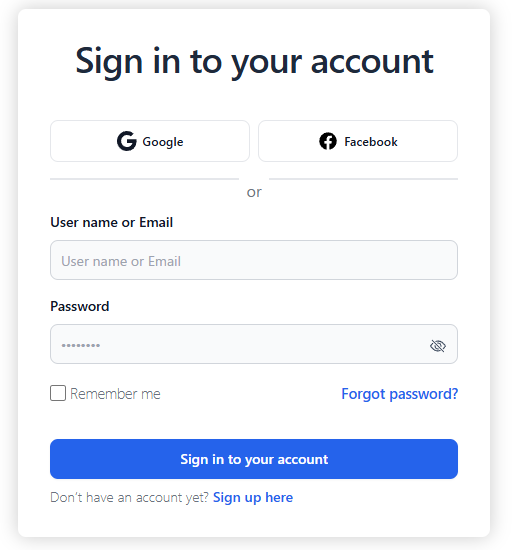 Sign in to your account
Google Facebook
or
User name or Email
User name or Email
Password
••••••••
Remember me Forgot password?
Sign in to your account
Don't have an account yet? Sign up here